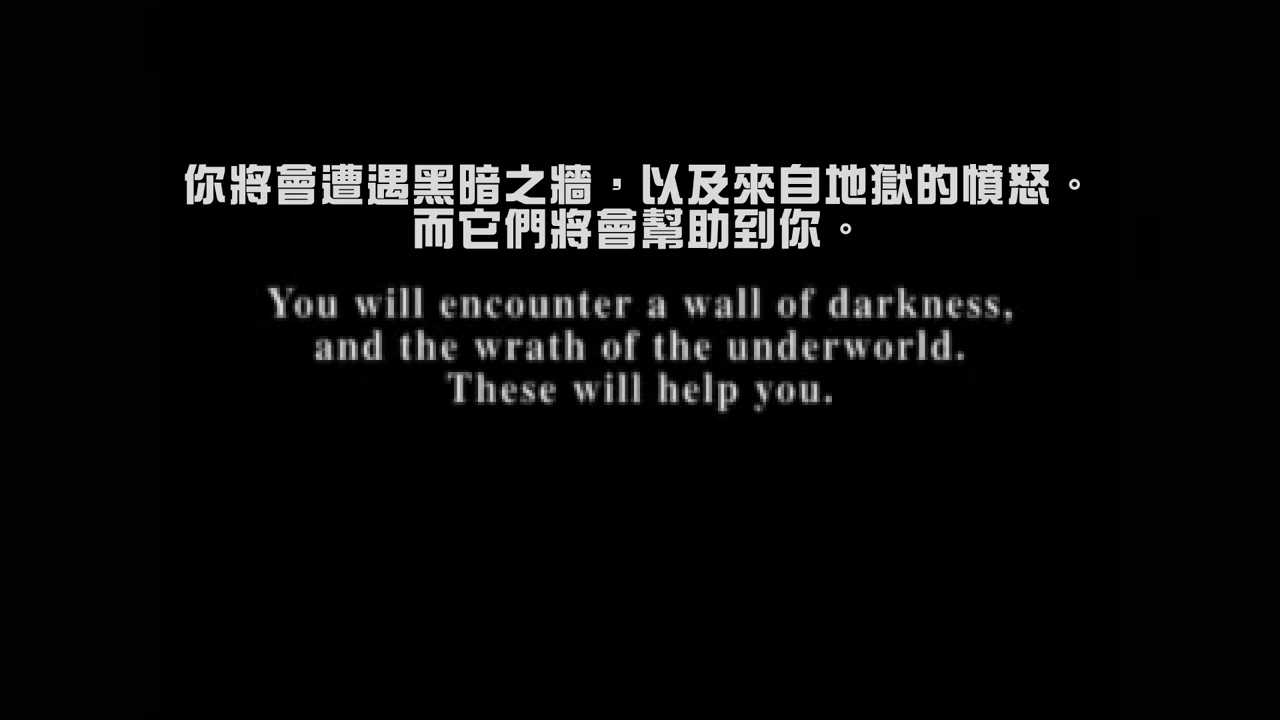 你將會遭遇黑暗之牆，以及來自地獄的憤怒。
而它們將會幫助到你。
You will encounter a wall of darkness,
and the wrath of the underworld.
These will help you.